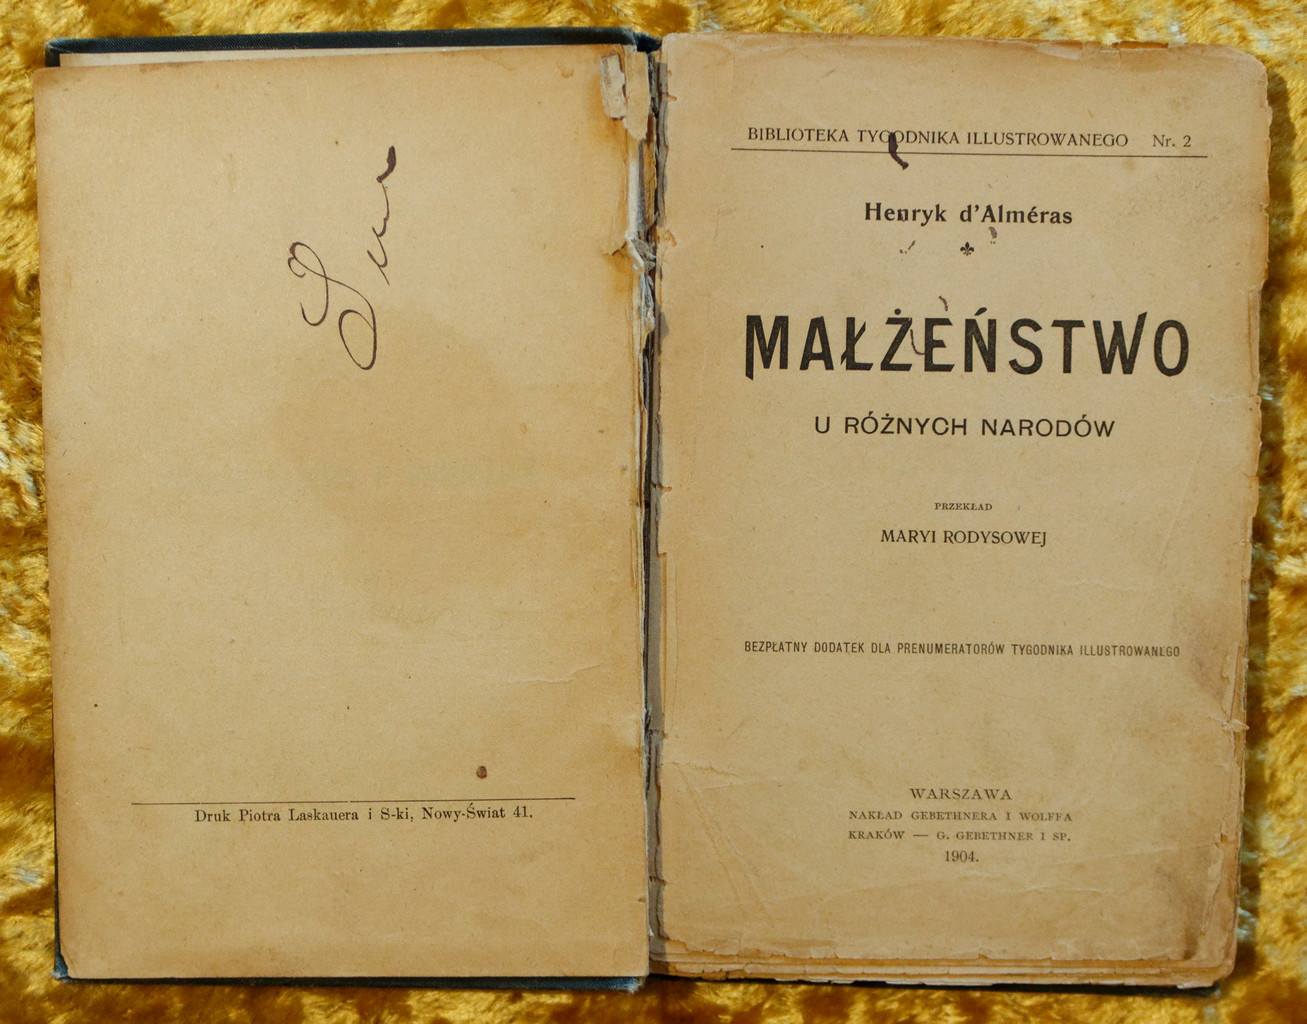 Druk Piotra Laskauera i S-ki, Nowy-Świat 41.
BIBLIOTEKA TYGODNIKA ILLUSTROWANEGO Nr. 2
Henryk d'Alméras
MAŁŻEŃSTWO
U RÓŻNYCH NARODÓW
PRZEKŁAD
MARYI RODYSOWEJ
BEZPŁATNY DODATEK DLA PRENUMERATORÓW TYGODNIKA ILLUSTROWANEGO
WARSZAWA
NAKŁAD GEBETHNERA I WOLFFA
KRAKÓW — G. GEBETHNER I SP.
1904.